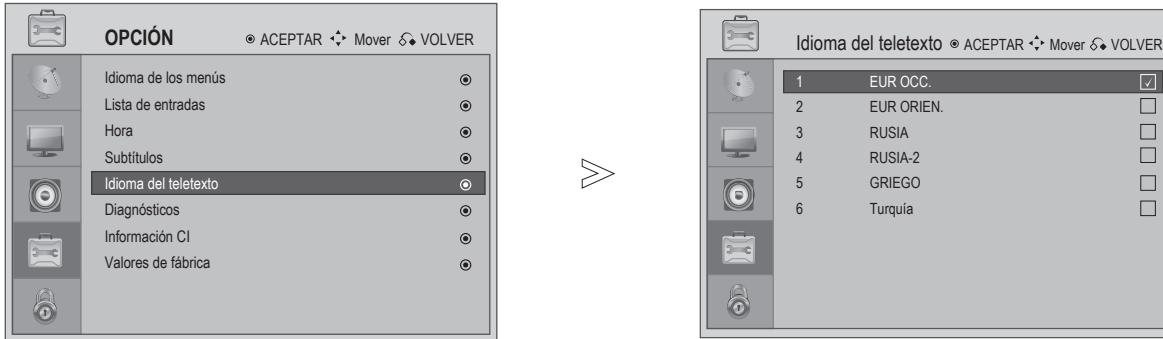 OPCIÓN ACEPTAR Mover VOLVER
Idioma de los menús
Lista de entradas
Hora
Subtítulos
Idioma del teletexto
Diagnósticos
Información CI
Valores de fábrica
Idioma del teletexto ACEPTAR Mover VOLVER
1 EUR OCC.
2 EUR ORIEN.
3 RUSIA
4 RUSIA-2
5 GRIEGO
6 Turquía